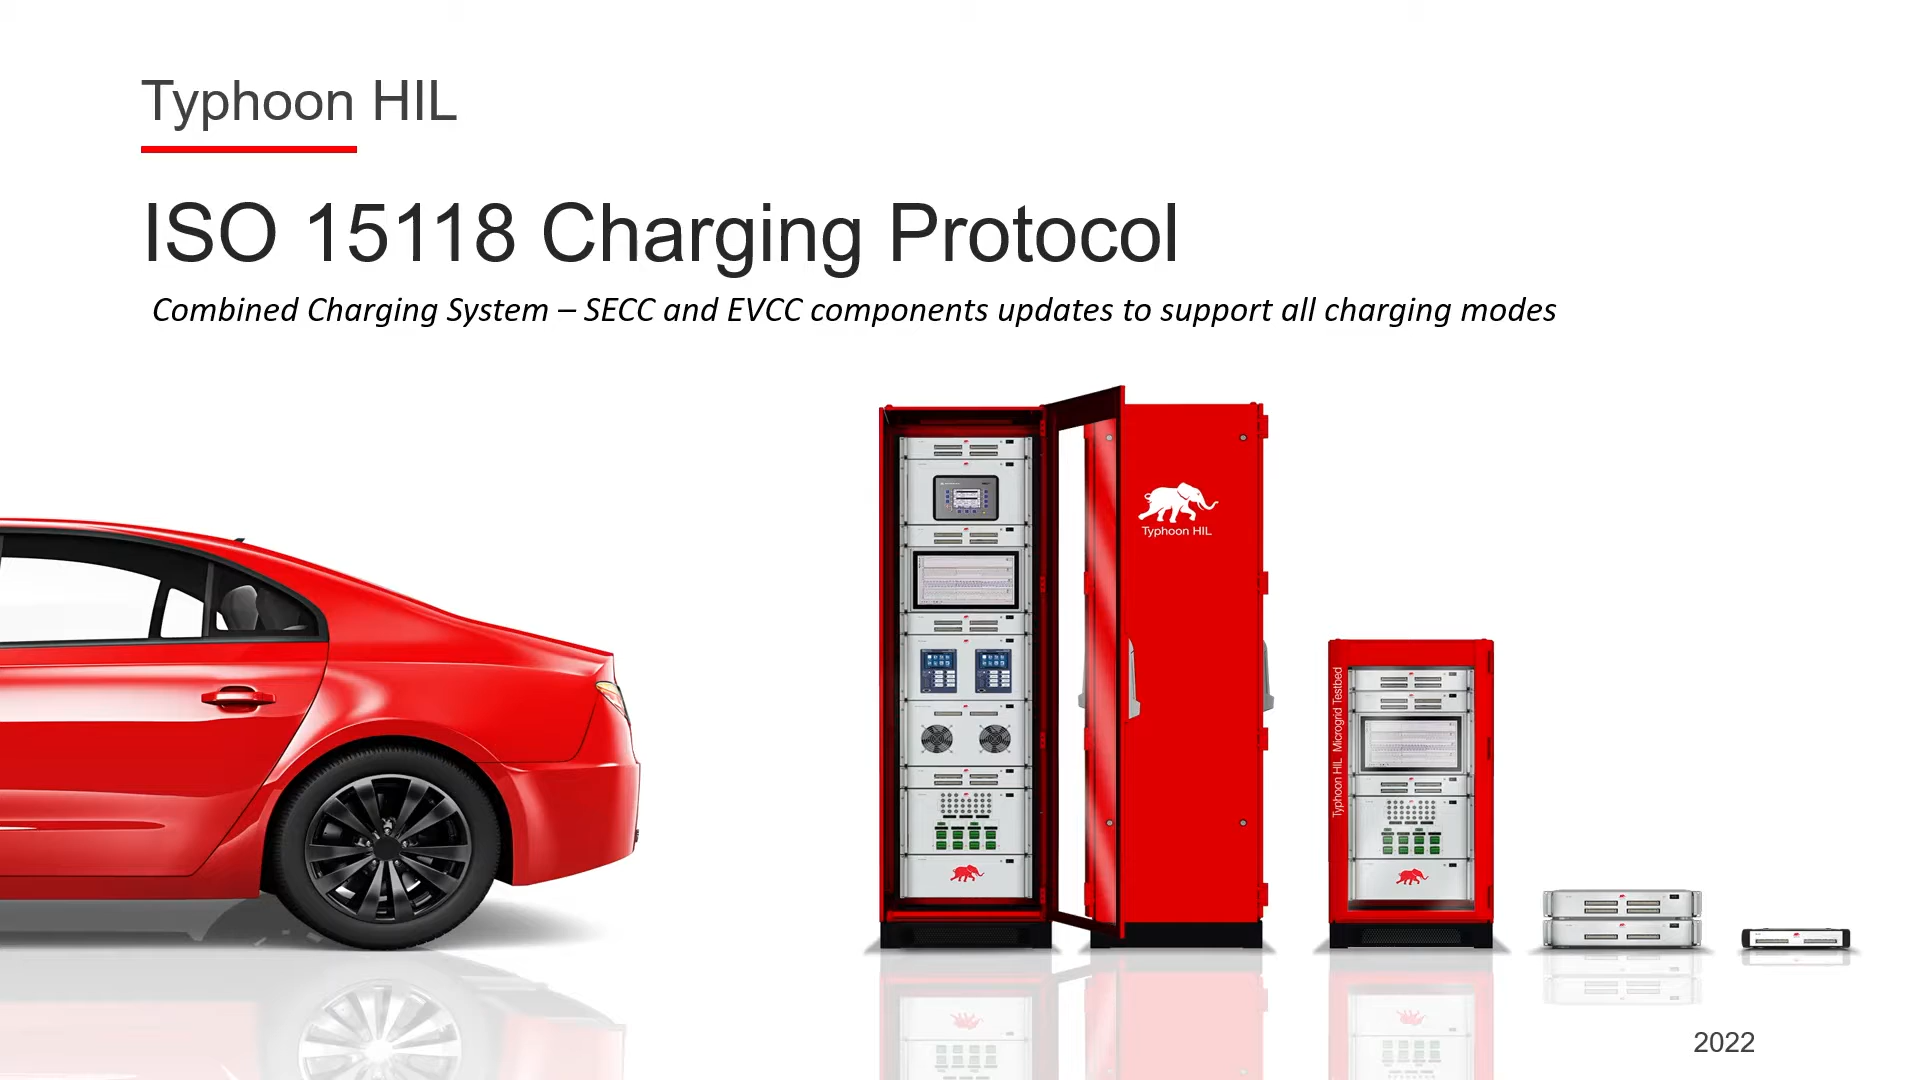 Typhoon HIL
ISO 15118 Charging Protocol
Combined Charging System – SECC and EVCC components updates to support all charging modes
Typhoon HIL
Typhoon HIL Microgrid Testbed
2022